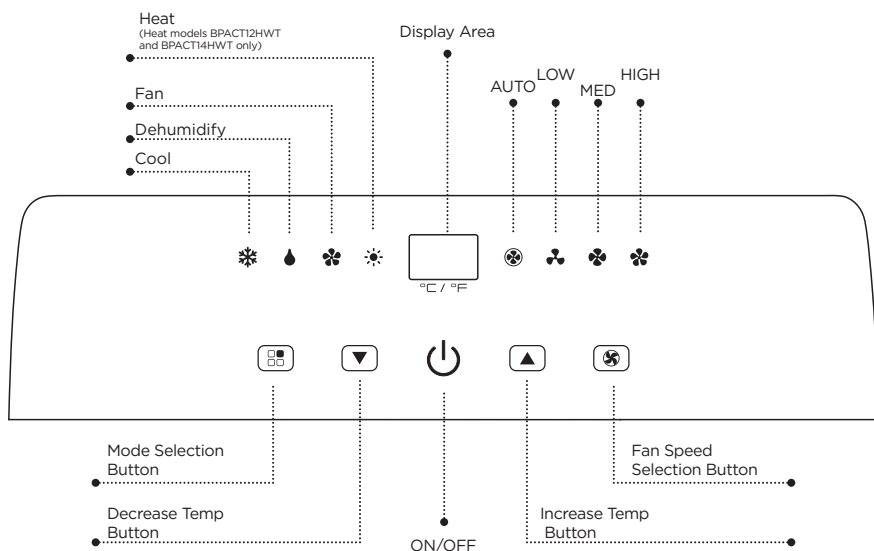 Heat
(Heat models BPACT12HWT
and BPACT14HWT only)
Display Area
AUTO
LOW
MED
HIGH
Fan
Dehumidify
Cool
°C / °F
Mode Selection
Button
Fan Speed
Selection Button
Decrease Temp
Button
Increase Temp
Button
ON/OFF